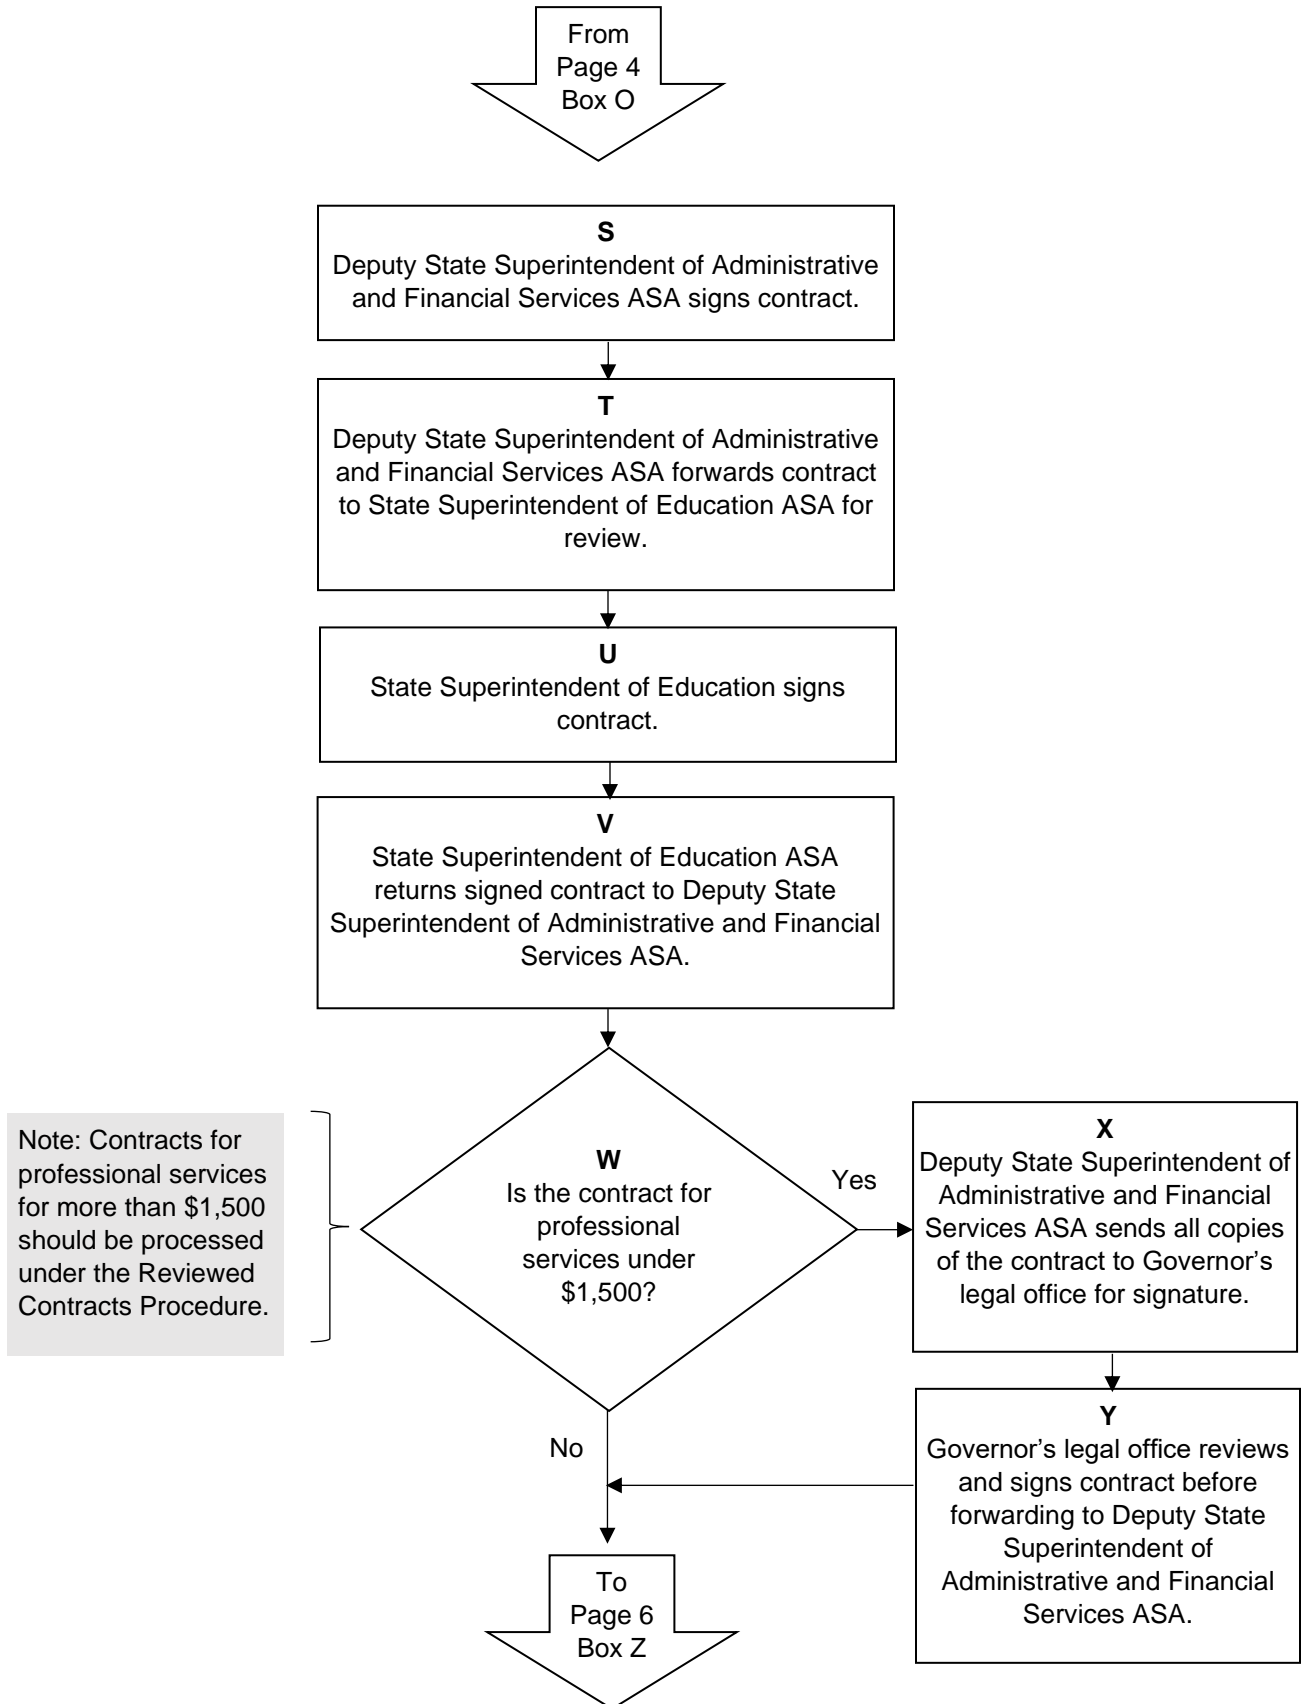 From
Page 4
Box O
S
Deputy State Superintendent of Administrative
and Financial Services ASA signs contract.
T
Deputy State Superintendent of Administrative
and Financial Services ASA forwards contract
to State Superintendent of Education ASA for
review.
U
State Superintendent of Education signs
contract.
V
State Superintendent of Education ASA
returns signed contract to Deputy State
Superintendent of Administrative and Financial
Services ASA.
Note: Contracts for
professional services
for more than $1,500
should be processed
under the Reviewed
Contracts Procedure.
W
Is the contract for
professional
services under
$1,500?
Yes
X
Deputy State Superintendent of
Administrative and Financial
Services ASA sends all copies
of the contract to Governor’s
legal office for signature.
No
Y
Governor’s legal office reviews
and signs contract before
forwarding to Deputy State
Superintendent of
Administrative and Financial
Services ASA.
To
Page 6
Box Z